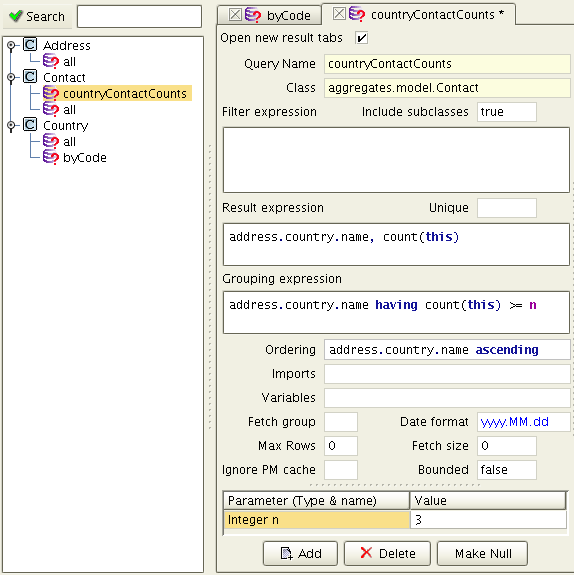 Search
Address
all
Contact
countryContactCounts
all
Country
all
byCode
byCode countryContactCounts *
Open new result tabs
Query Name countryContactCounts
Class aggregates.model.Contact
Filter expression Include subclasses true
Result expression Unique
address.country.name, count(this)
Grouping expression
address.country.name having count(this) >= n
Ordering address.country.name ascending
Imports
Variables
Fetch group Date format yyyy.MM.dd
Max Rows 0 Fetch size 0
Ignore PM cache Bounded false
Parameter (Type & name) Value
Integer n 3
Add Delete Make Null